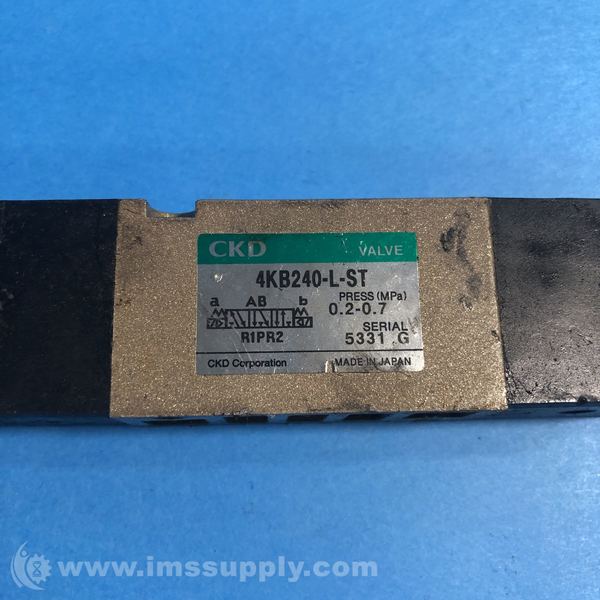 CKD VALVE
4KB240-L-ST
a AB b PRESS (MPa)
0.2-0.7
R1PR2 SERIAL
5331 G
CKD Corporation MADE IN JAPAN
www.imssupply.com